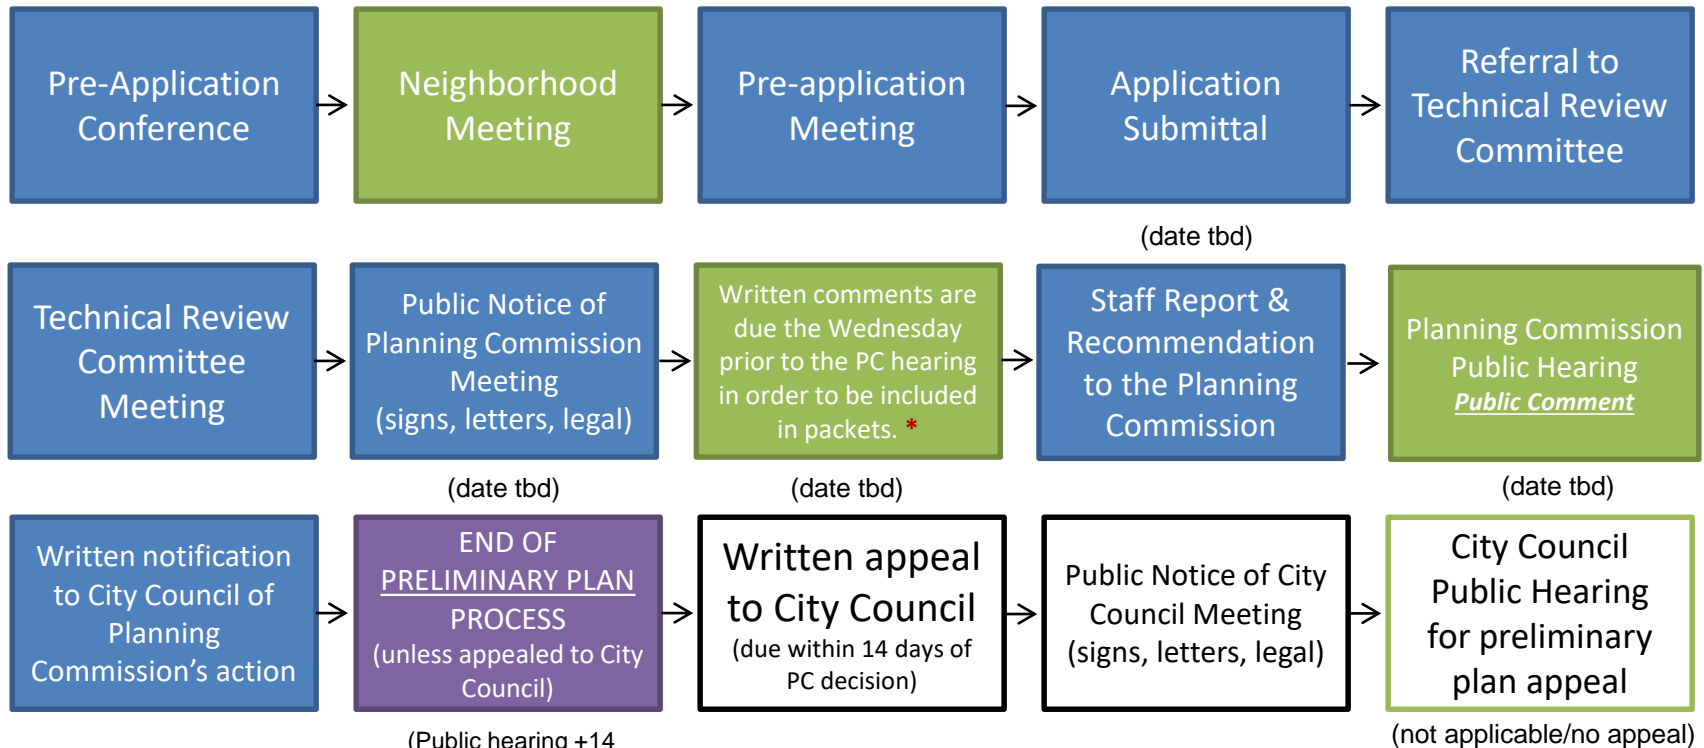 Pre-Application
Conference
Neighborhood
Meeting
Pre-application
Meeting
Application
Submittal
Referral to
Technical Review
Committee
(date tbd)
Technical Review
Committee
Meeting
Public Notice of
Planning Commission
Meeting
(signs, letters, legal)
Written comments are
due the Wednesday
prior to the PC hearing
in order to be included
in packets. *
Staff Report &
Recommendation
to the Planning
Commission
Planning Commission
Public Hearing
Public Comment
(date tbd)
(date tbd)
(date tbd)
Written notification
to City Council of
Planning
Commission’s action
END OF
PRELIMINARY PLAN
PROCESS
(unless appealed to City
Council)
Written appeal
to City Council
(due within 14 days of
PC decision)
Public Notice of City
Council Meeting
(signs, letters, legal)
City Council
Public Hearing
for preliminary
plan appeal
(Public hearing +14
(not applicable/no appeal)